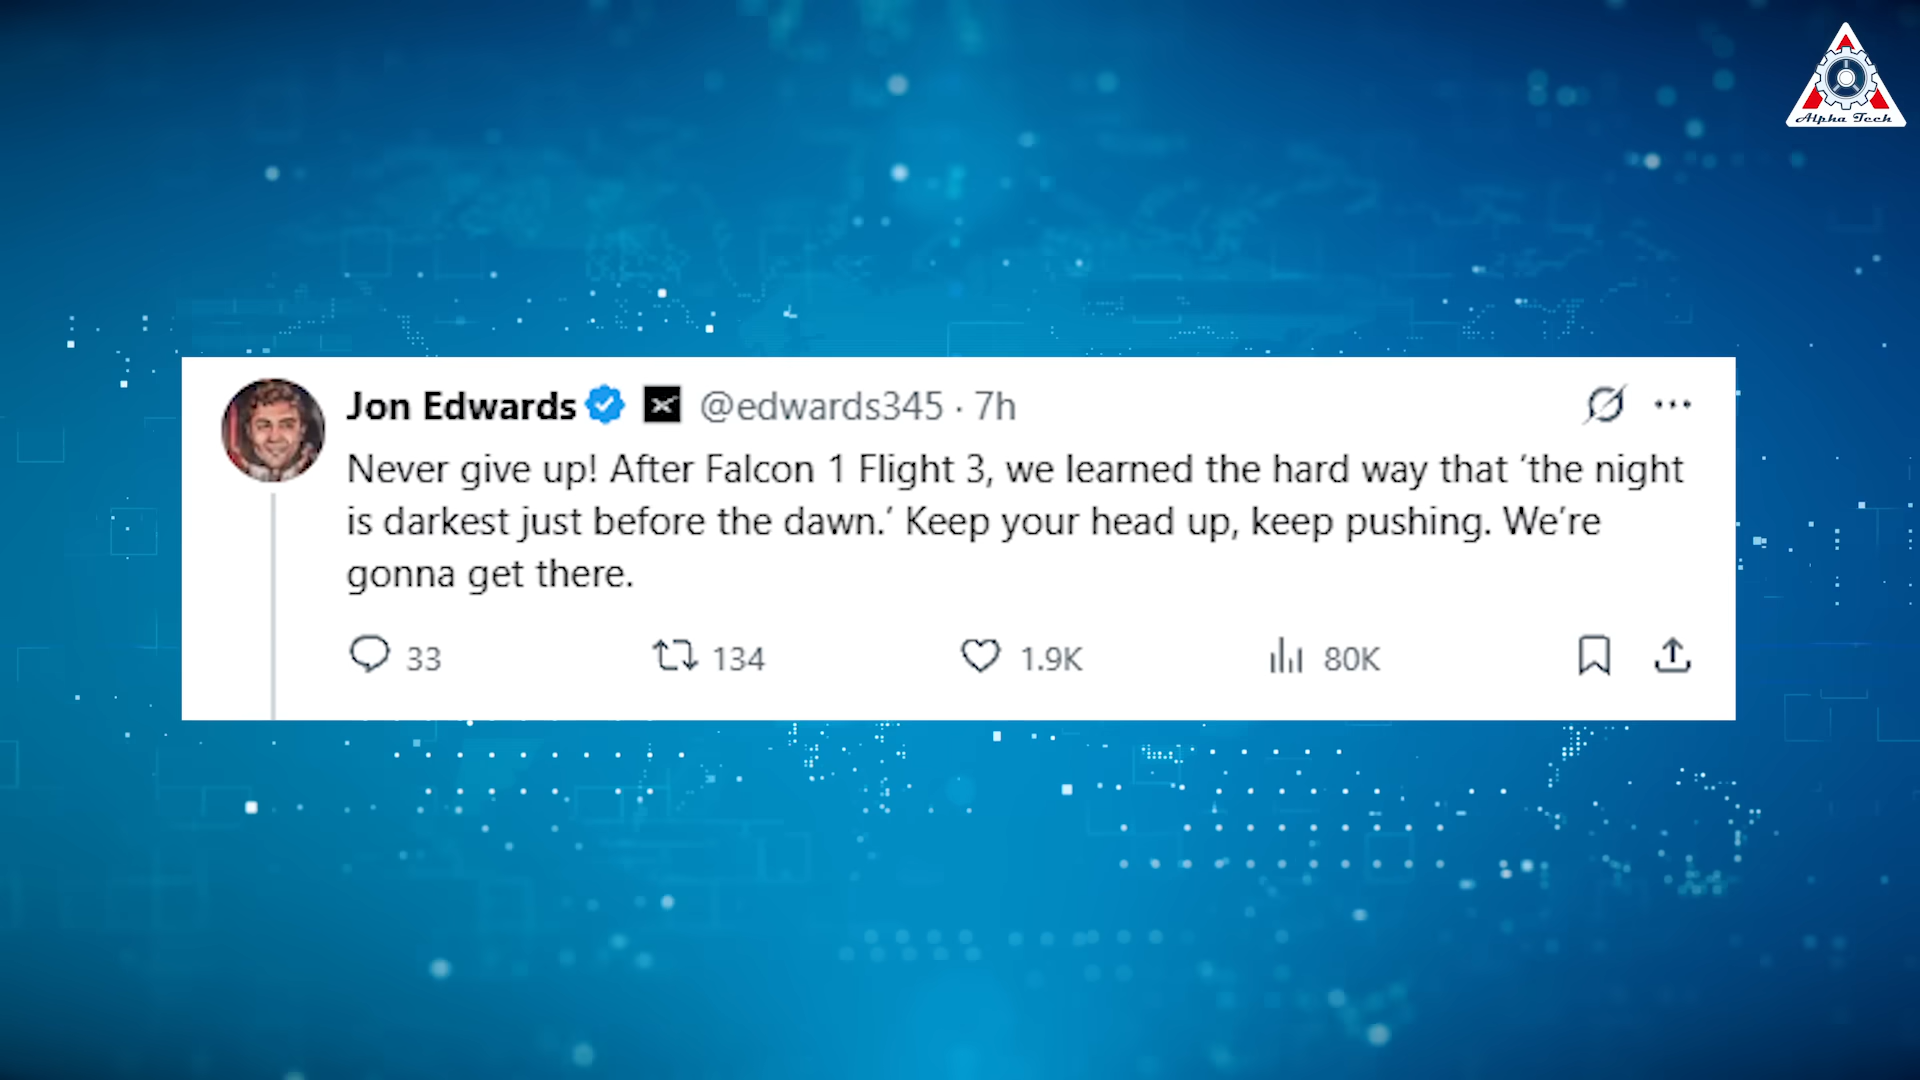 Alpha Tech
Jon Edwards @edwards345 · 7h
Never give up! After Falcon 1 Flight 3, we learned the hard way that ‘the night
is darkest just before the dawn.’ Keep your head up, keep pushing. We’re
gonna get there.
33 134 1.9K 80K